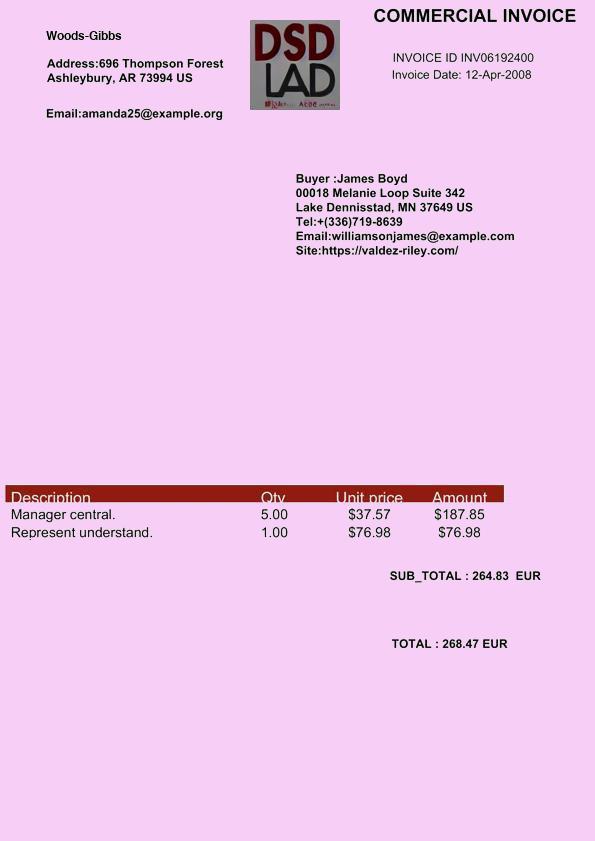 COMMERCIAL INVOICE
Woods-Gibbs
DSD
LAD
INVOICE ID INV06192400
Invoice Date: 12-Apr-2008
Address:696 Thompson Forest
Ashleybury, AR 73994 US
Email:amanda25@example.org
Buyer :James Boyd
00018 Melanie Loop Suite 342
Lake Dennisstad, MN 37649 US
Tel:+(336)719-8639
Email:williamsonjames@example.com
Site:https://valdez-riley.com/
Description Qty Unit price Amount
Manager central. 5.00 $37.57 $187.85
Represent understand. 1.00 $76.98 $76.98
SUB_TOTAL : 264.83 EUR
TOTAL : 268.47 EUR